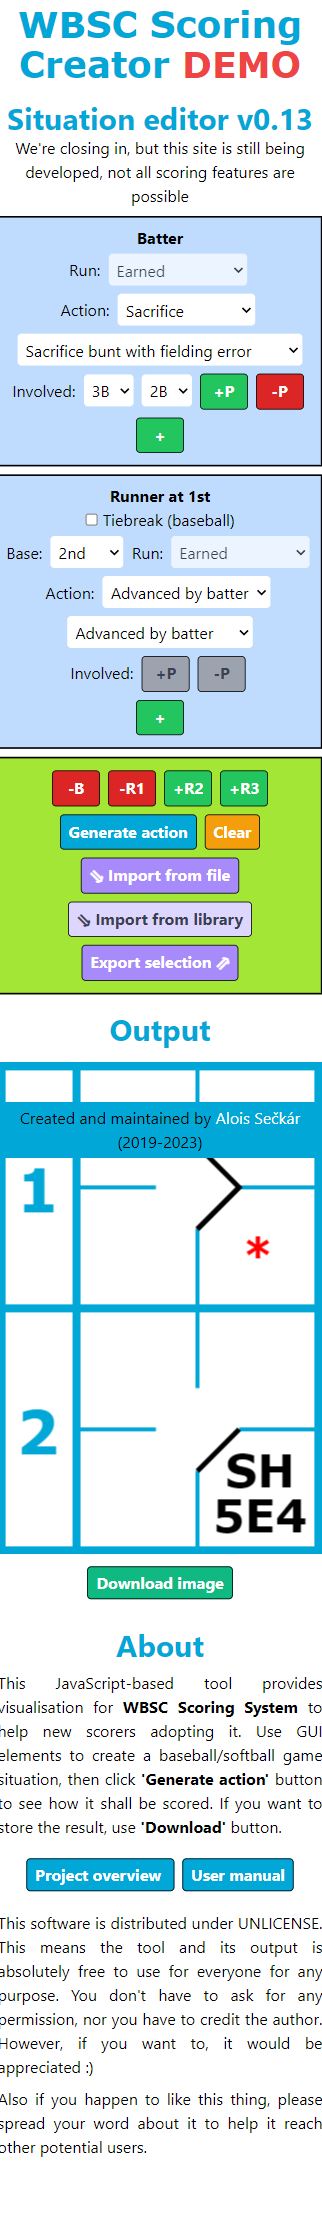 WBSC Scoring
Creator DEMO
Situation editor v0.13
We're closing in, but this site is still being
developed, not all scoring features are
possible
Batter
Run: Earned
Action: Sacrifice
Sacrifice bunt with fielding error
Involved: 3B 2B +P -P
+
Runner at 1st
Tiebreak (baseball)
Base: 2nd Run: Earned
Action: Advanced by batter
Advanced by batter
Involved: +P -P
+
-B -R1 +R2 +R3
Generate action Clear
⇘ Import from file
⇘ Import from library
Export selection ⇗
Output
Created and maintained by Alois Sečkár
(2019-2023)
1
*
2
SH
5E4
Download image
About
This JavaScript-based tool provides
visualisation for WBSC Scoring System to
help new scorers adopting it. Use GUI
elements to create a baseball/softball game
situation, then click 'Generate action' button
to see how it shall be scored. If you want to
store the result, use 'Download' button.
Project overview User manual
This software is distributed under UNLICENSE.
This means the tool and its output is
absolutely free to use for everyone for any
purpose. You don't have to ask for any
permission, nor you have to credit the author.
However, if you want to, it would be
appreciated :)
Also if you happen to like this thing, please
spread your word about it to help it reach
other potential users.